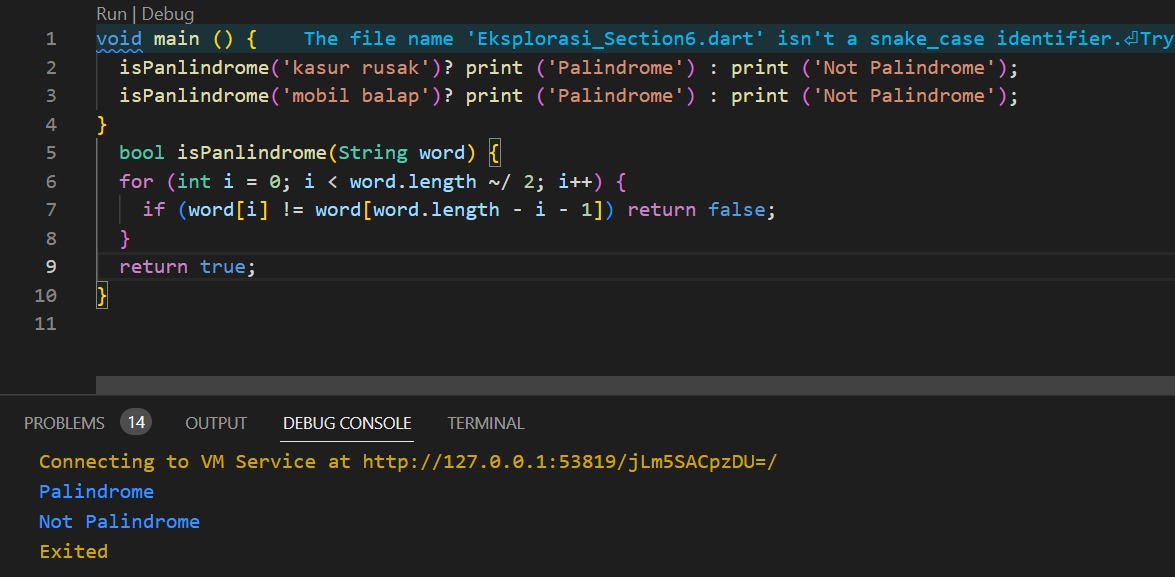 Run | Debug
1 void main () { The file name 'Eksplorasi_Section6.dart' isn't a snake_case identifier.⏎Try
2 isPanlindrome('kasur rusak')? print ('Palindrome') : print ('Not Palindrome');
3 isPanlindrome('mobil balap')? print ('Palindrome') : print ('Not Palindrome');
4 }
5 bool isPanlindrome(String word) {
6 for (int i = 0; i < word.length ~/ 2; i++) {
7 if (word[i] != word[word.length - i - 1]) return false;
8 }
9 return true;
10 }
11
PROBLEMS 14 OUTPUT DEBUG CONSOLE TERMINAL
Connecting to VM Service at http://127.0.0.1:53819/jLm5SACpzDU=/
Palindrome
Not Palindrome
Exited